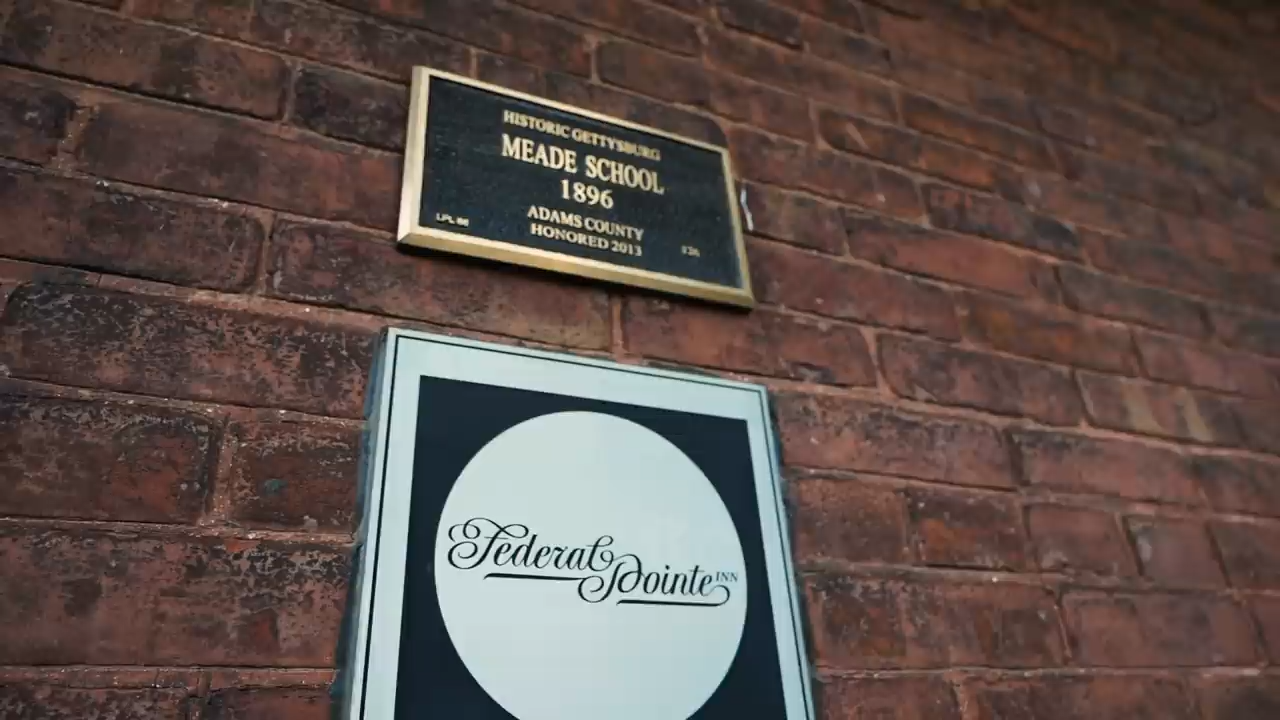 HISTORIC GETTYSBURG
MEADE SCHOOL
1896
ADAMS COUNTY
HONORED 2013
Federal Pointe INN